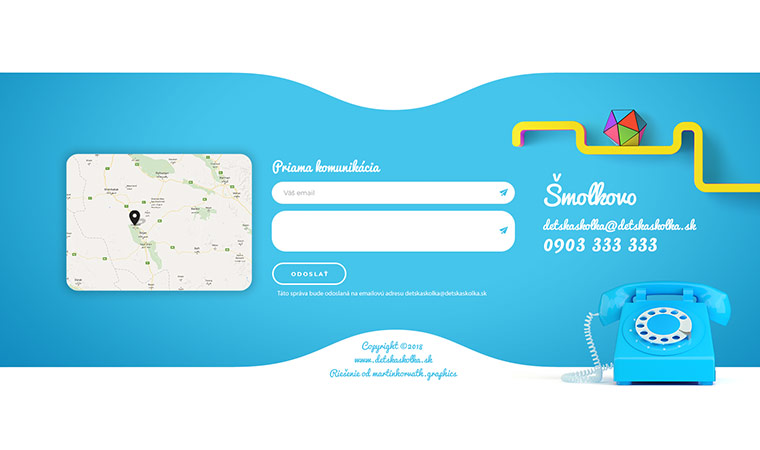 Priama komunikácia
Váš email
ODOSLAŤ
Táto správa bude odoslaná na emailovú adresu detskaskolka@detskaskolka.sk
Šmolkovo
detskaskolka@detskaskolka.sk
0903 333 333
Copyright ©2018
www.detskaskolka.sk
Riešenie od martinhorvath.graphics